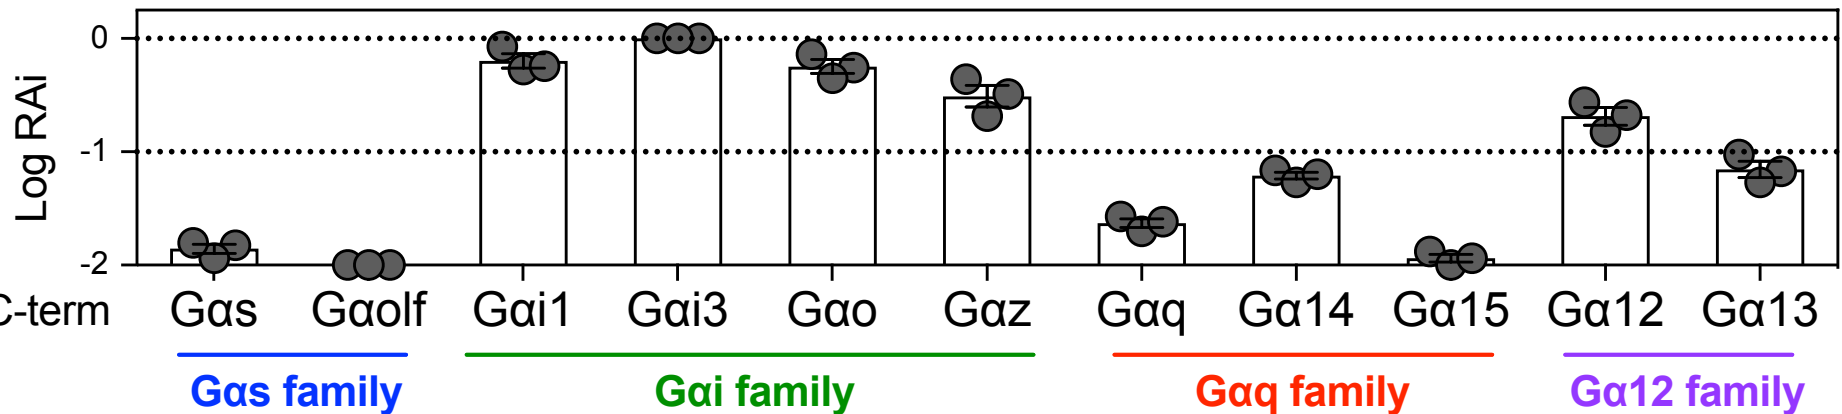 Log RAi
0
-1
-2
C-term Gαs Gαolf Gαi1 Gαi3 Gαo Gαz Gαq Gα14 Gα15 Gα12 Gα13
Gαs family Gαi family Gαq family Gα12 family